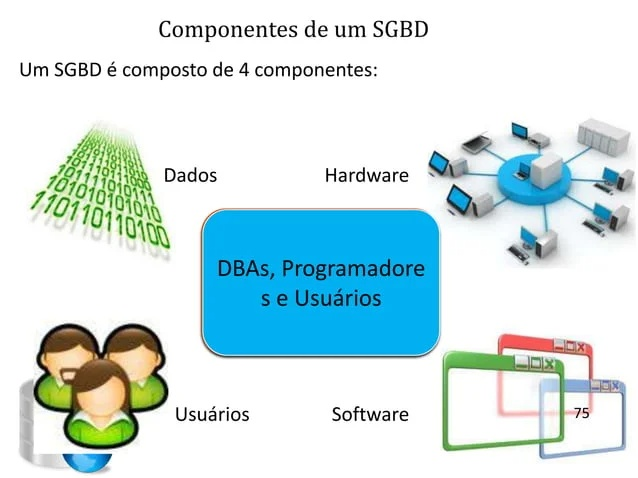 Componentes de um SGBD
Um SGBD é composto de 4 componentes:
Dados
Hardware
DBAs, Programadore
s e Usuários
Usuários
Software
75